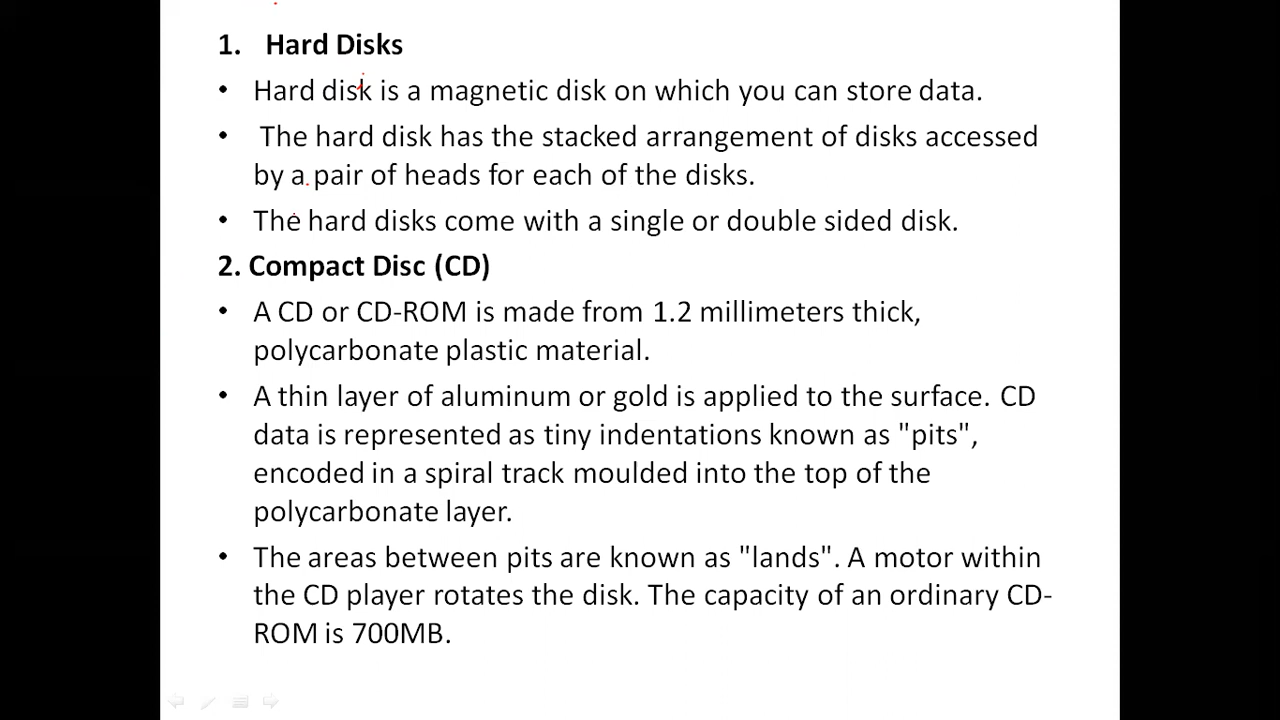 1. Hard Disks
• Hard disk is a magnetic disk on which you can store data.
• The hard disk has the stacked arrangement of disks accessed
by a pair of heads for each of the disks.
• The hard disks come with a single or double sided disk.
2. Compact Disc (CD)
• A CD or CD-ROM is made from 1.2 millimeters thick,
polycarbonate plastic material.
• A thin layer of aluminum or gold is applied to the surface. CD
data is represented as tiny indentations known as "pits",
encoded in a spiral track moulded into the top of the
polycarbonate layer.
• The areas between pits are known as "lands". A motor within
the CD player rotates the disk. The capacity of an ordinary CD-
ROM is 700MB.